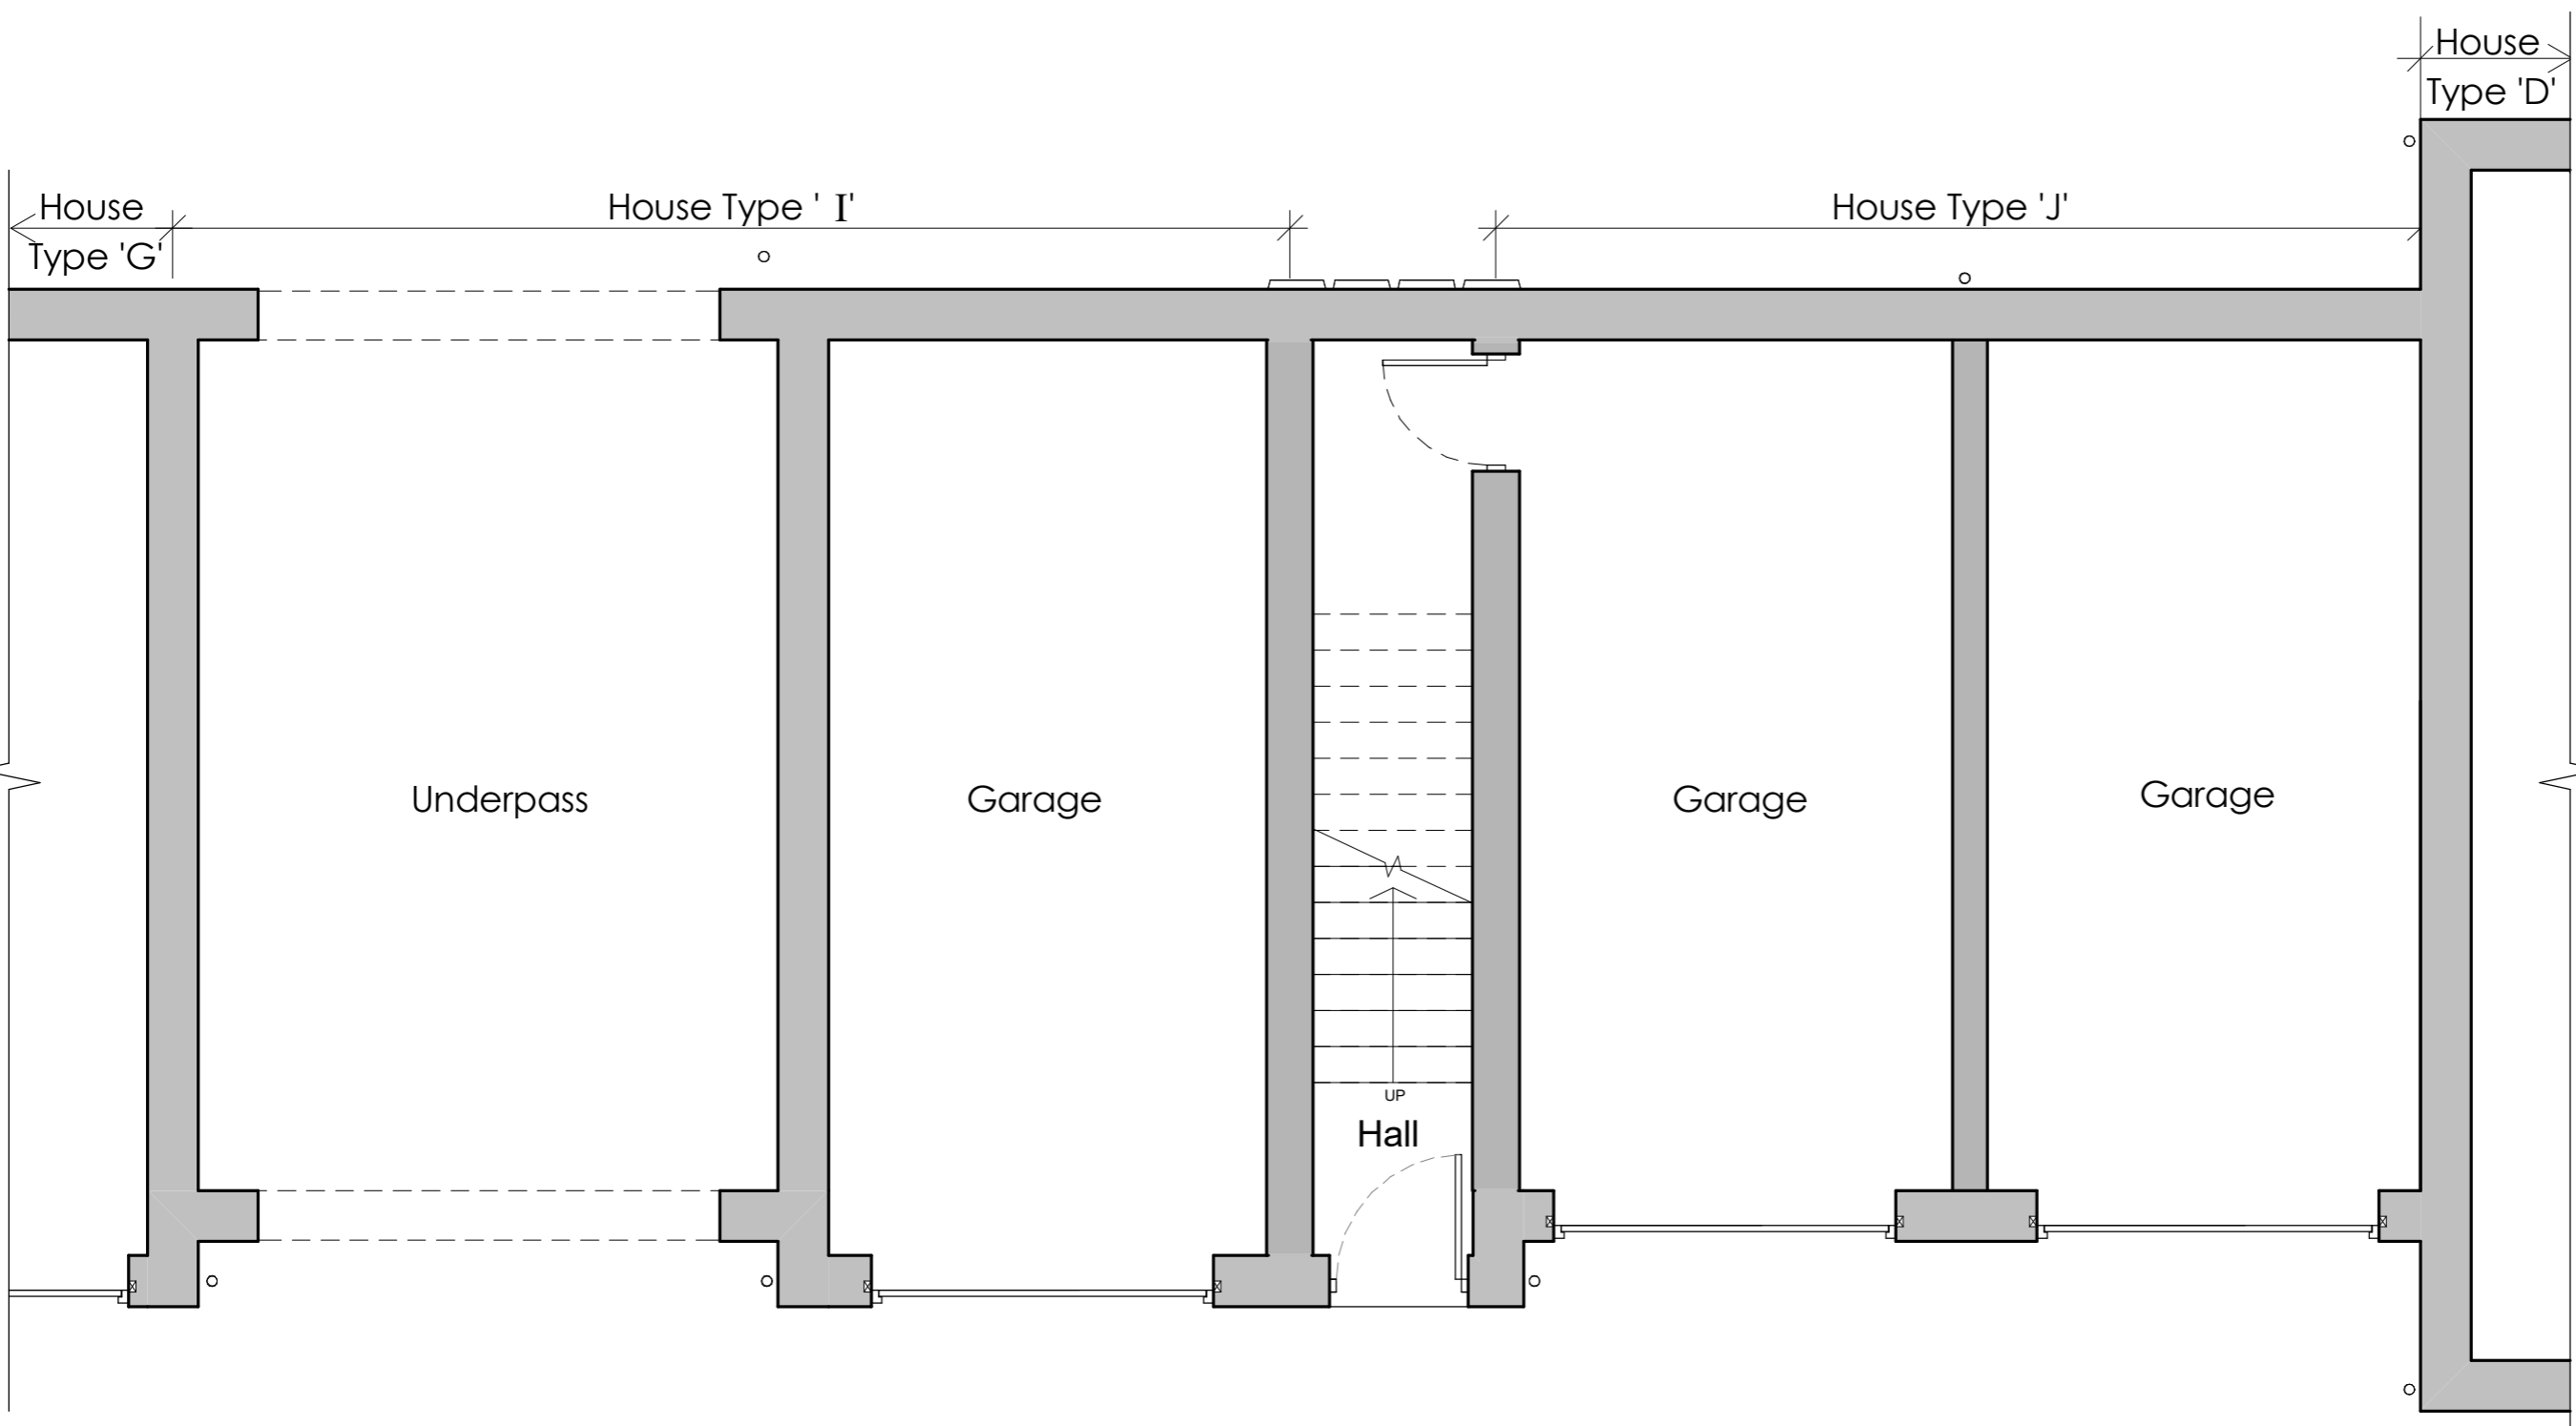 House
Type 'D'
House
Type 'G'
House Type ' I'
House Type 'J'
Underpass
Garage
Garage
Garage
UP
Hall